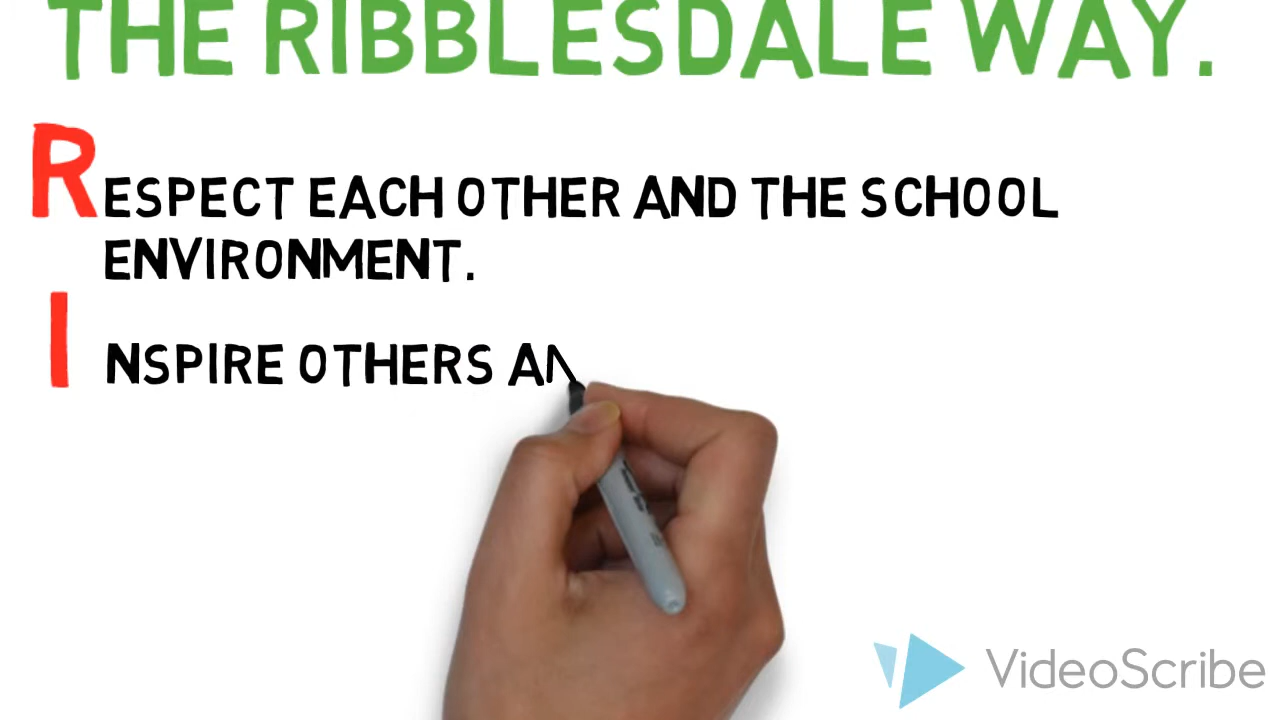 THE RIBBLESDALE WAY.
RESPECT EACH OTHER AND THE SCHOOL
ENVIRONMENT.
INSPIRE OTHERS AN
VideoScribe